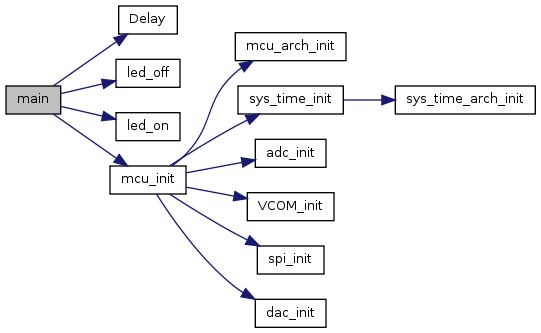 main
Delay
led_off
led_on
mcu_init
mcu_arch_init
sys_time_init
sys_time_arch_init
adc_init
VCOM_init
spi_init
dac_init